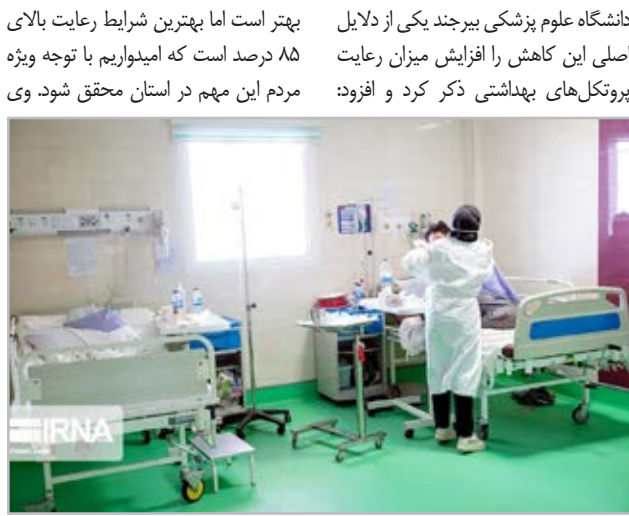 دانشگاه علوم پزشکی بیرجند یکی از دلایل
اصلی این کاهش را افزایش میزان رعایت
پروتکل‌های بهداشتی ذکر کرد و افزود:
بهتر است اما بهترین شرایط رعایت بالای
۸۵ درصد است که امیدواریم با توجه ویژه
مردم این مهم در استان محقق شود. وی
IRNA